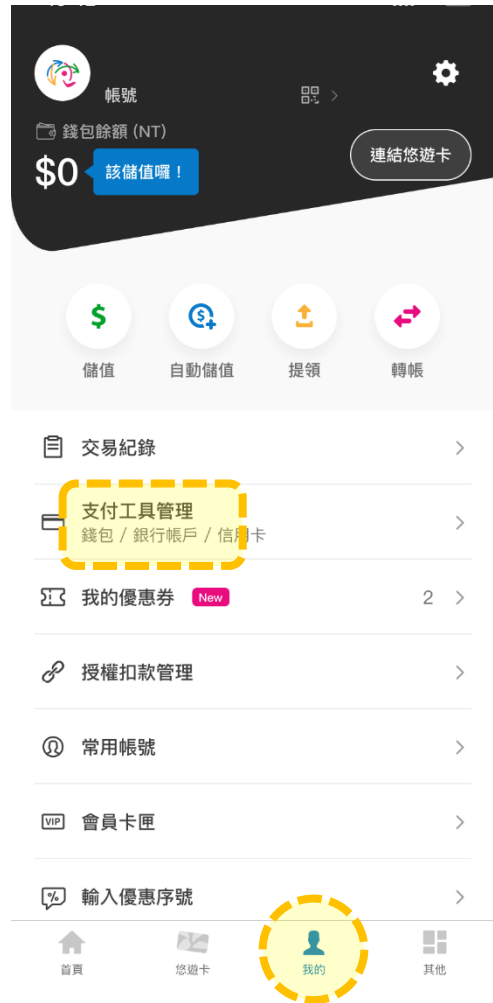 帳號
錢包餘額 (NT)
$0
該儲值囉！
連結悠遊卡
儲值
自動儲值
提領
轉帳
交易紀錄
支付工具管理
錢包 / 銀行帳戶 / 信用卡
我的優惠券 New 2
授權扣款管理
常用帳號
VIP 會員卡匣
輸入優惠序號
首頁
悠遊卡
我的
其他